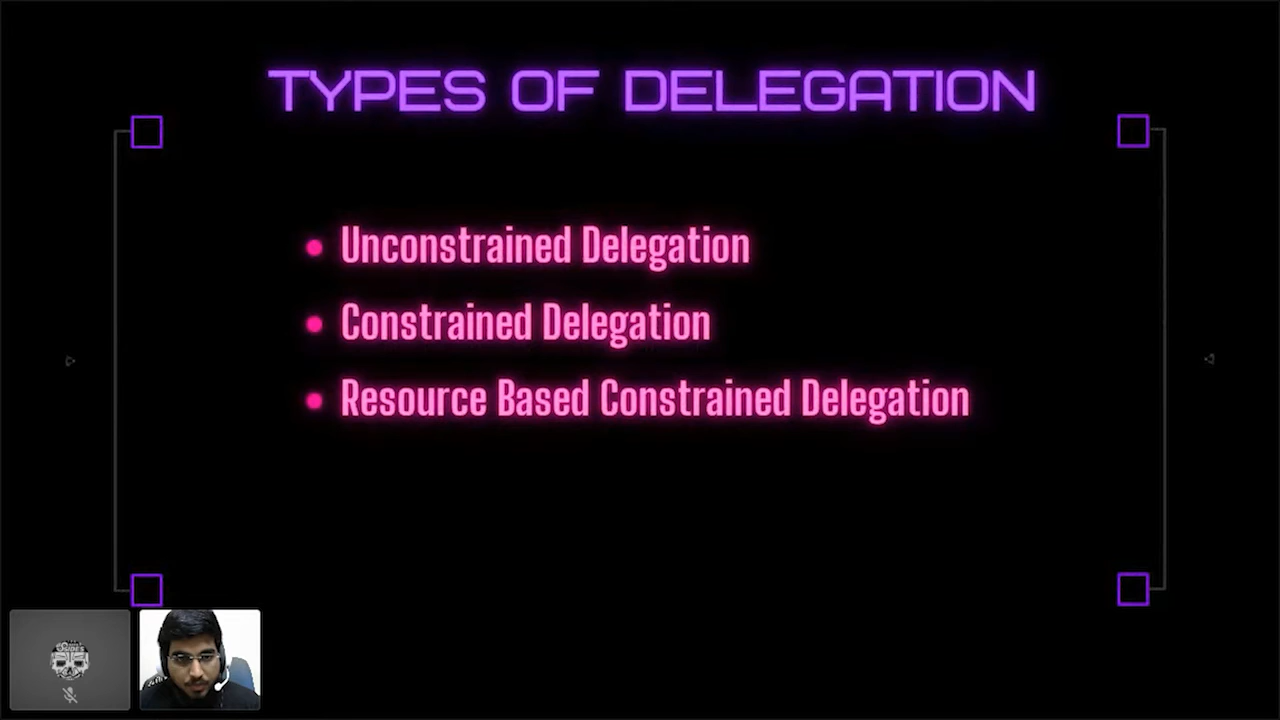 TYPES OF DELEGATION
Unconstrained Delegation
Constrained Delegation
Resource Based Constrained Delegation